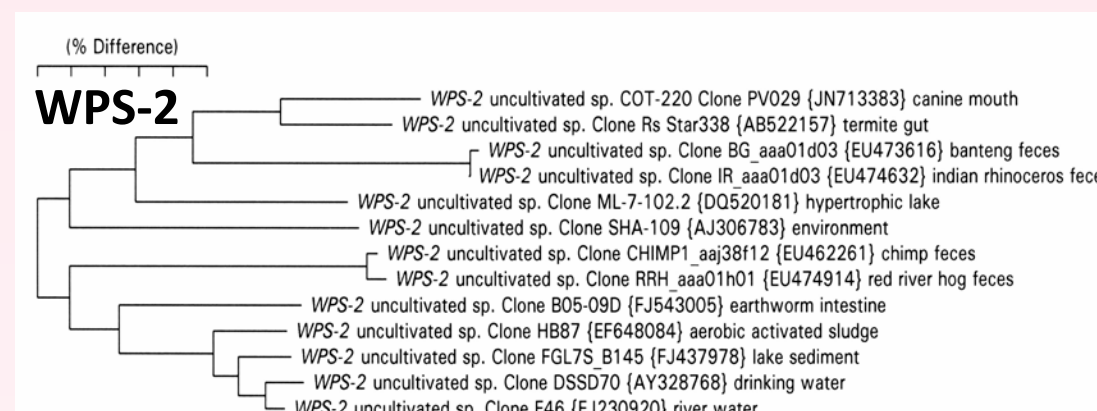 (% Difference)
WPS-2
WPS-2 uncultivated sp. COT-220 Clone PV029 {JN713383} canine mouth
WPS-2 uncultivated sp. Clone Rs Star338 {AB522157} termite gut
WPS-2 uncultivated sp. Clone BG_aaa01d03 {EU473616} banteng feces
WPS-2 uncultivated sp. Clone IR_aaa01d03 {EU474632} indian rhinoceros fece
WPS-2 uncultivated sp. Clone ML-7-102.2 {DQ520181} hypertrophic lake
WPS-2 uncultivated sp. Clone SHA-109 {AJ306783} environment
WPS-2 uncultivated sp. Clone CHIMP1_aaj38f12 {EU462261} chimp feces
WPS-2 uncultivated sp. Clone RRH_aaa01h01 {EU474914} red river hog feces
WPS-2 uncultivated sp. Clone B05-09D {FJ543005} earthworm intestine
WPS-2 uncultivated sp. Clone HB87 {EF648084} aerobic activated sludge
WPS-2 uncultivated sp. Clone FGL7S_B145 {FJ437978} lake sediment
WPS-2 uncultivated sp. Clone DSSD70 {AY328768} drinking water
WPS-2 uncultivated sp. Clone F46 {FJ230920} river water